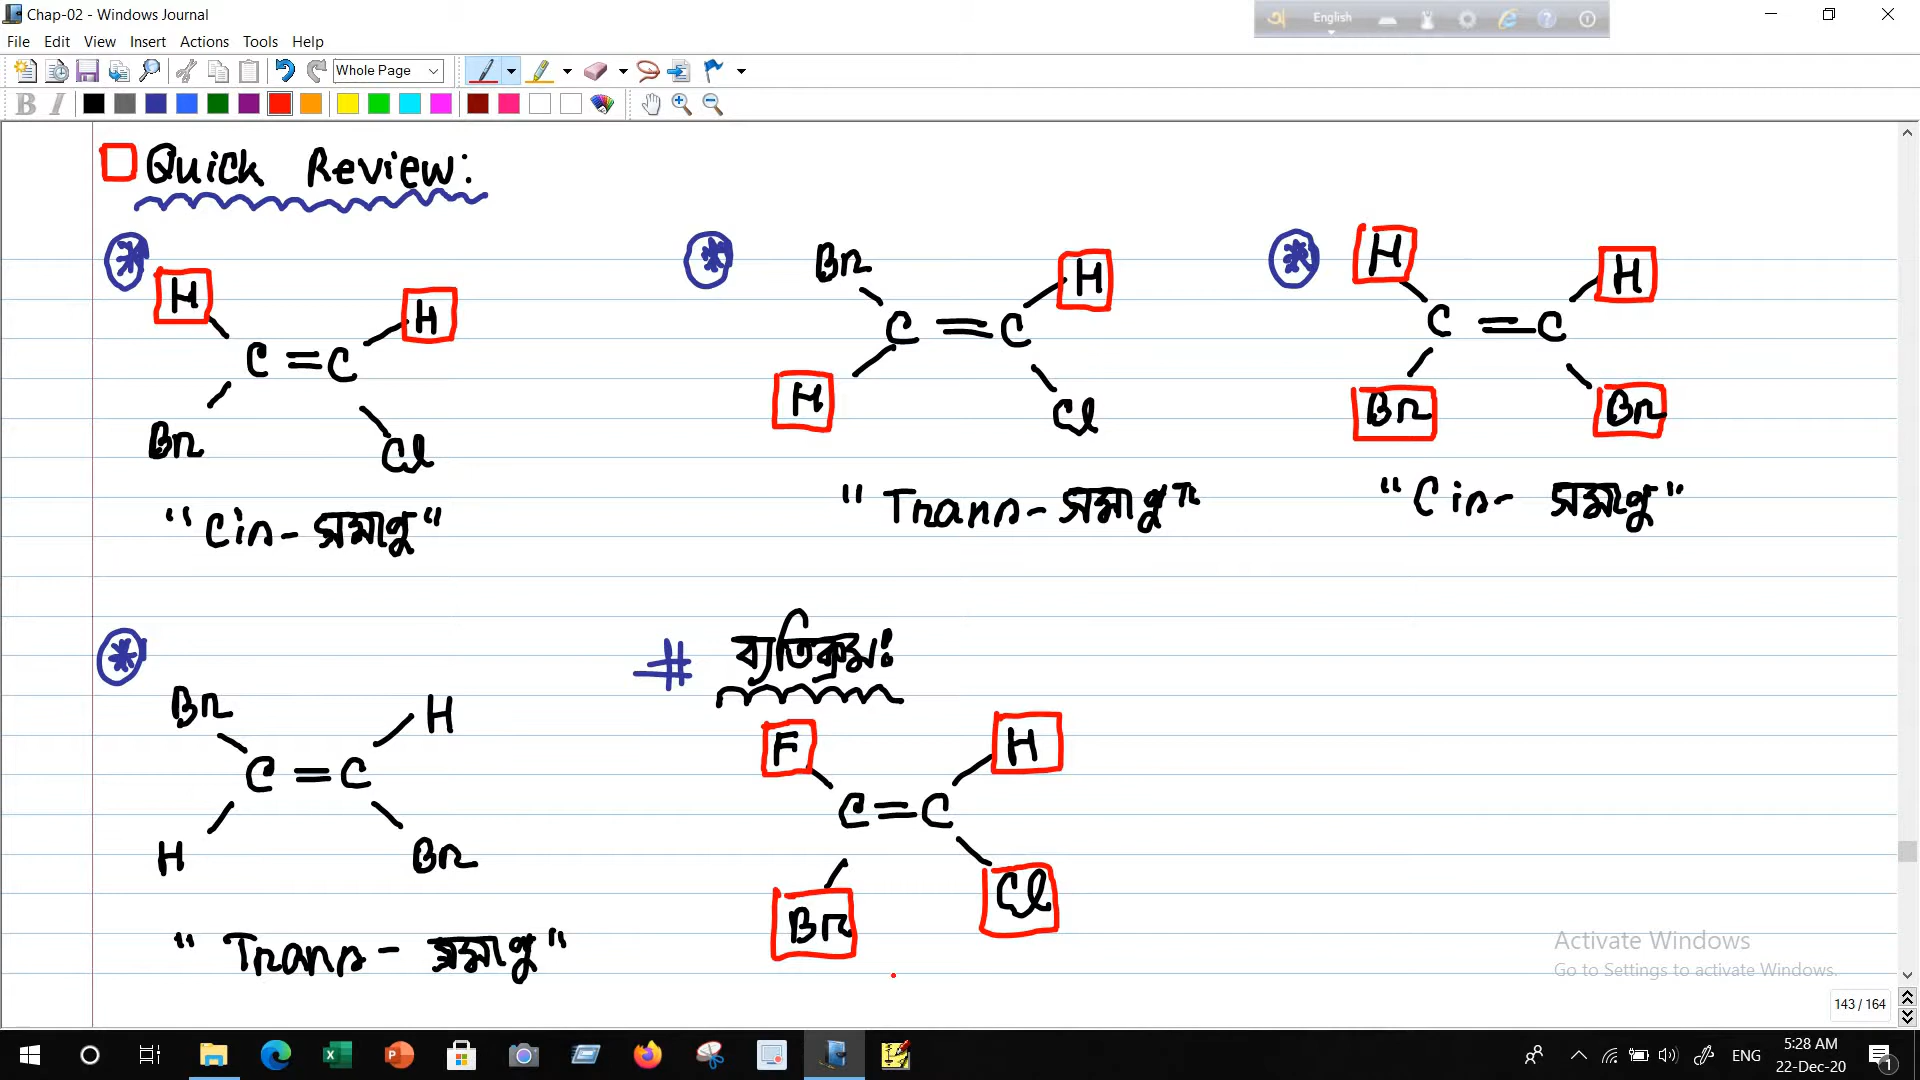 Chap-02 - Windows Journal
English
File Edit View Insert Actions Tools Help
Whole Page
B I
Quick Review:
H H
C = C
Br Cl
"Cis- সমাণু"
Br H
C = C
H Cl
"Trans- সমাণু"
H H
C = C
Br Br
"Cis- সমাণু"
Br H
C = C
H Br
"Trans- সমাণু"
# ব্যতিক্রম:
F H
C = C
Br Cl
Activate Windows
Go to Settings to activate Windows.
143 / 164
ENG
5:28 AM
22-Dec-20
1